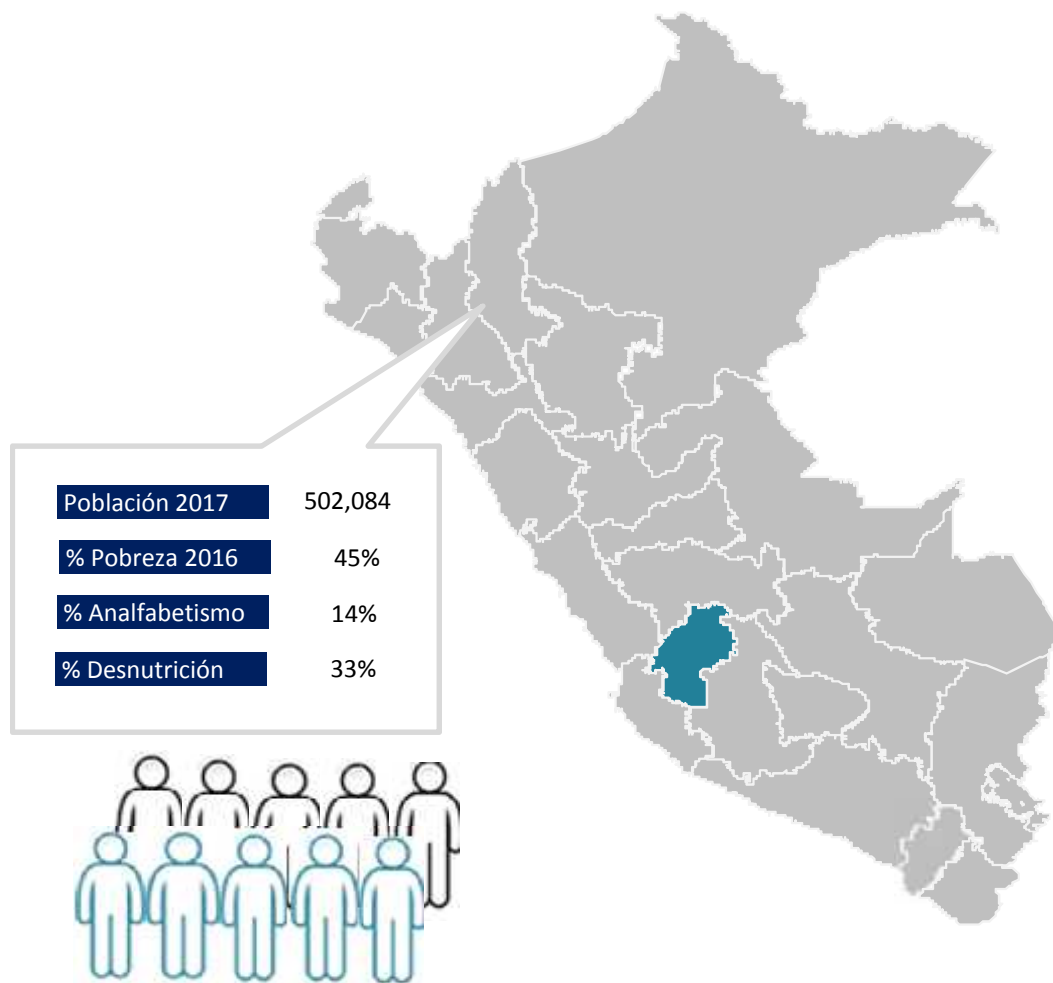 Población 2017 502,084
% Pobreza 2016 45%
% Analfabetismo 14%
% Desnutrición 33%